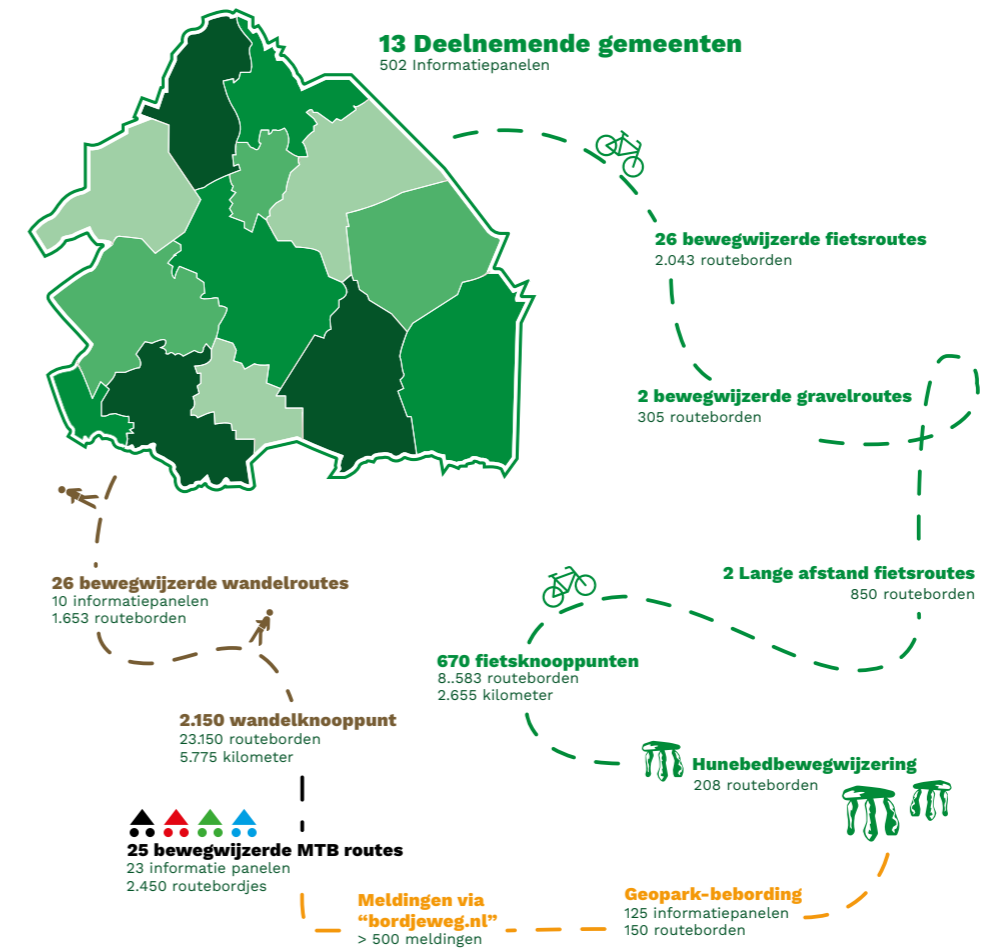 13 Deelnemende gemeenten
502 Informatiepanelen
26 bewegwijzerde fietsroutes
2.043 routeborden
2 bewegwijzerde gravelroutes
305 routeborden
2 Lange afstand fietsroutes
850 routeborden
670 fietsknooppunten
8..583 routeborden
2.655 kilometer
Hunebedbewegwijzering
208 routeborden
Geopark-bebording
125 informatiepanelen
150 routeborden
Meldingen via
“bordjeweg.nl”
> 500 meldingen
26 bewegwijzerde wandelroutes
10 informatiepanelen
1.653 routeborden
2.150 wandelknooppunt
23.150 routeborden
5.775 kilometer
25 bewegwijzerde MTB routes
23 informatie panelen
2.450 routebordjes